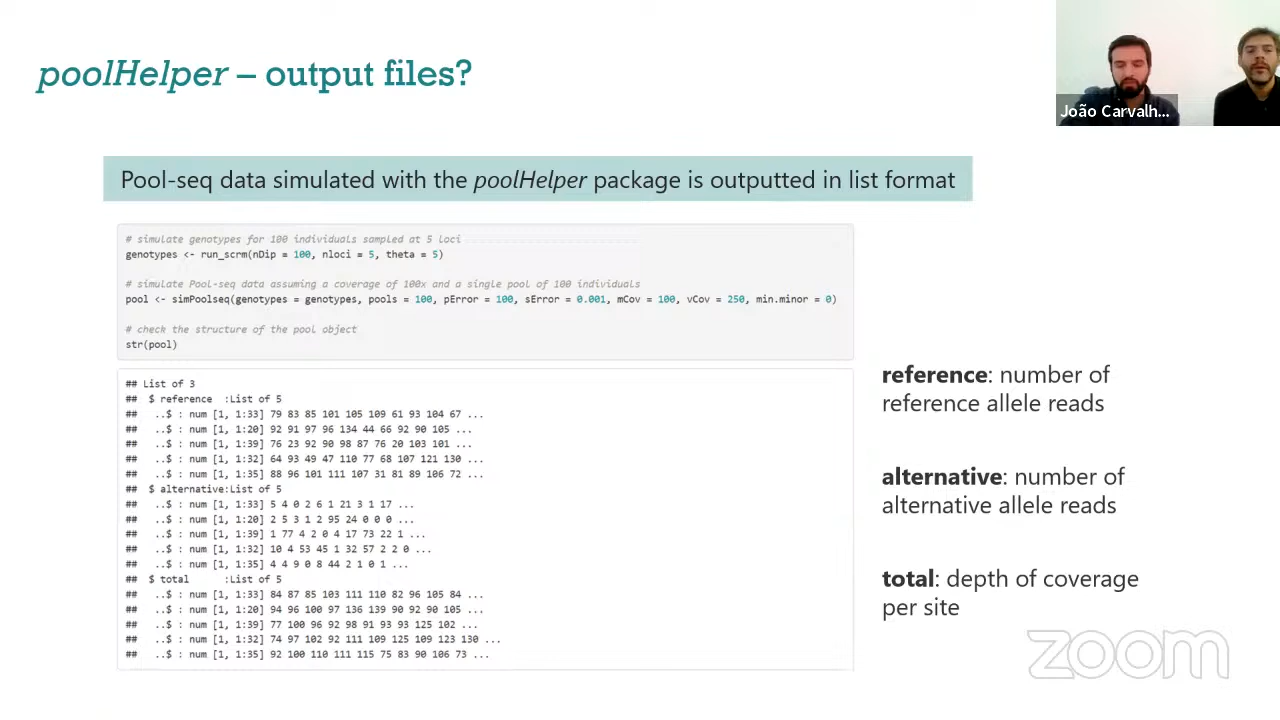 poolHelper – output files?
João Carvalh...
Pool-seq data simulated with the poolHelper package is outputted in list format
# simulate genotypes for 100 individuals sampled at 5 loci
genotypes <- run_scrm(nDip = 100, nloci = 5, theta = 5)
# simulate Pool-seq data assuming a coverage of 100x and a single pool of 100 individuals
pool <- simPoolseq(genotypes = genotypes, pools = 100, pError = 100, sError = 0.001, mCov = 100, vCov = 250, min.minor = 0)
# check the structure of the pool object
str(pool)
## List of 3
##  $ reference  :List of 5
##   ..$ : num [1, 1:33] 79 83 85 101 105 109 61 93 104 67 ...
##   ..$ : num [1, 1:20] 92 91 97 96 134 44 66 92 90 105 ...
##   ..$ : num [1, 1:39] 76 23 92 90 98 87 76 20 103 101 ...
##   ..$ : num [1, 1:32] 64 93 49 47 110 77 68 107 121 130 ...
##   ..$ : num [1, 1:35] 88 96 101 111 107 31 81 89 106 72 ...
##  $ alternative:List of 5
##   ..$ : num [1, 1:33] 5 4 0 2 6 1 21 3 1 17 ...
##   ..$ : num [1, 1:20] 2 5 3 1 2 95 24 0 0 0 ...
##   ..$ : num [1, 1:39] 1 77 4 2 0 4 17 73 22 1 ...
##   ..$ : num [1, 1:32] 10 4 53 45 1 32 57 2 2 0 ...
##   ..$ : num [1, 1:35] 4 4 9 0 8 44 2 1 0 1 ...
##  $ total      :List of 5
##   ..$ : num [1, 1:33] 84 87 85 103 111 110 82 96 105 84 ...
##   ..$ : num [1, 1:20] 94 96 100 97 136 139 90 92 90 105 ...
##   ..$ : num [1, 1:39] 77 100 96 92 98 91 93 93 125 102 ...
##   ..$ : num [1, 1:32] 74 97 102 92 111 109 125 109 123 130 ...
##   ..$ : num [1, 1:35] 92 100 110 111 115 75 83 90 106 73 ...
reference: number of
reference allele reads
alternative: number of
alternative allele reads
total: depth of coverage
per site
zoom